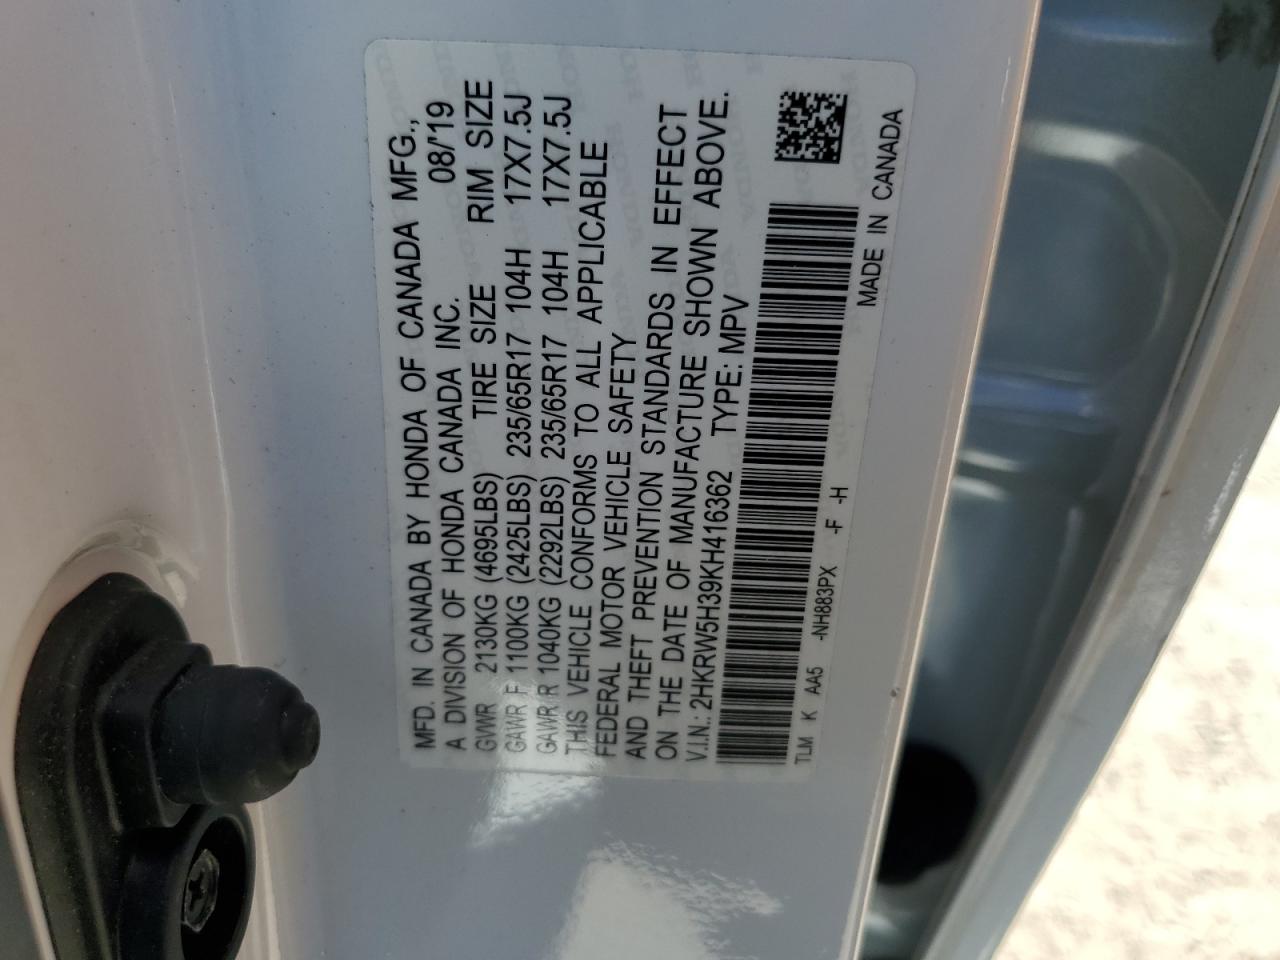 MFD. IN CANADA BY HONDA OF CANADA MFG.,
A DIVISION OF HONDA CANADA INC. 08/'19
GVWR 2130KG (4695LBS) TIRE SIZE RIM SIZE
GAWR F 1100KG (2425LBS) 235/65R17 104H 17X7.5J
GAWR R 1040KG (2292LBS) 235/65R17 104H 17X7.5J
THIS VEHICLE CONFORMS TO ALL APPLICABLE
FEDERAL MOTOR VEHICLE SAFETY
AND THEFT PREVENTION STANDARDS IN EFFECT
ON THE DATE OF MANUFACTURE SHOWN ABOVE.
V.I.N.: 2HKRW5H39KH416362 TYPE: MPV
TLM K AA5 -NH883PX -F -H
MADE IN CANADA